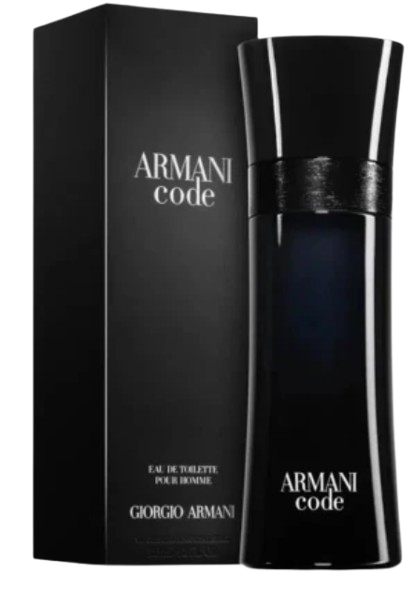 ARMANI
code
EAU DE TOILETTE
POUR HOMME
GIORGIO ARMANI
ARMANI
code